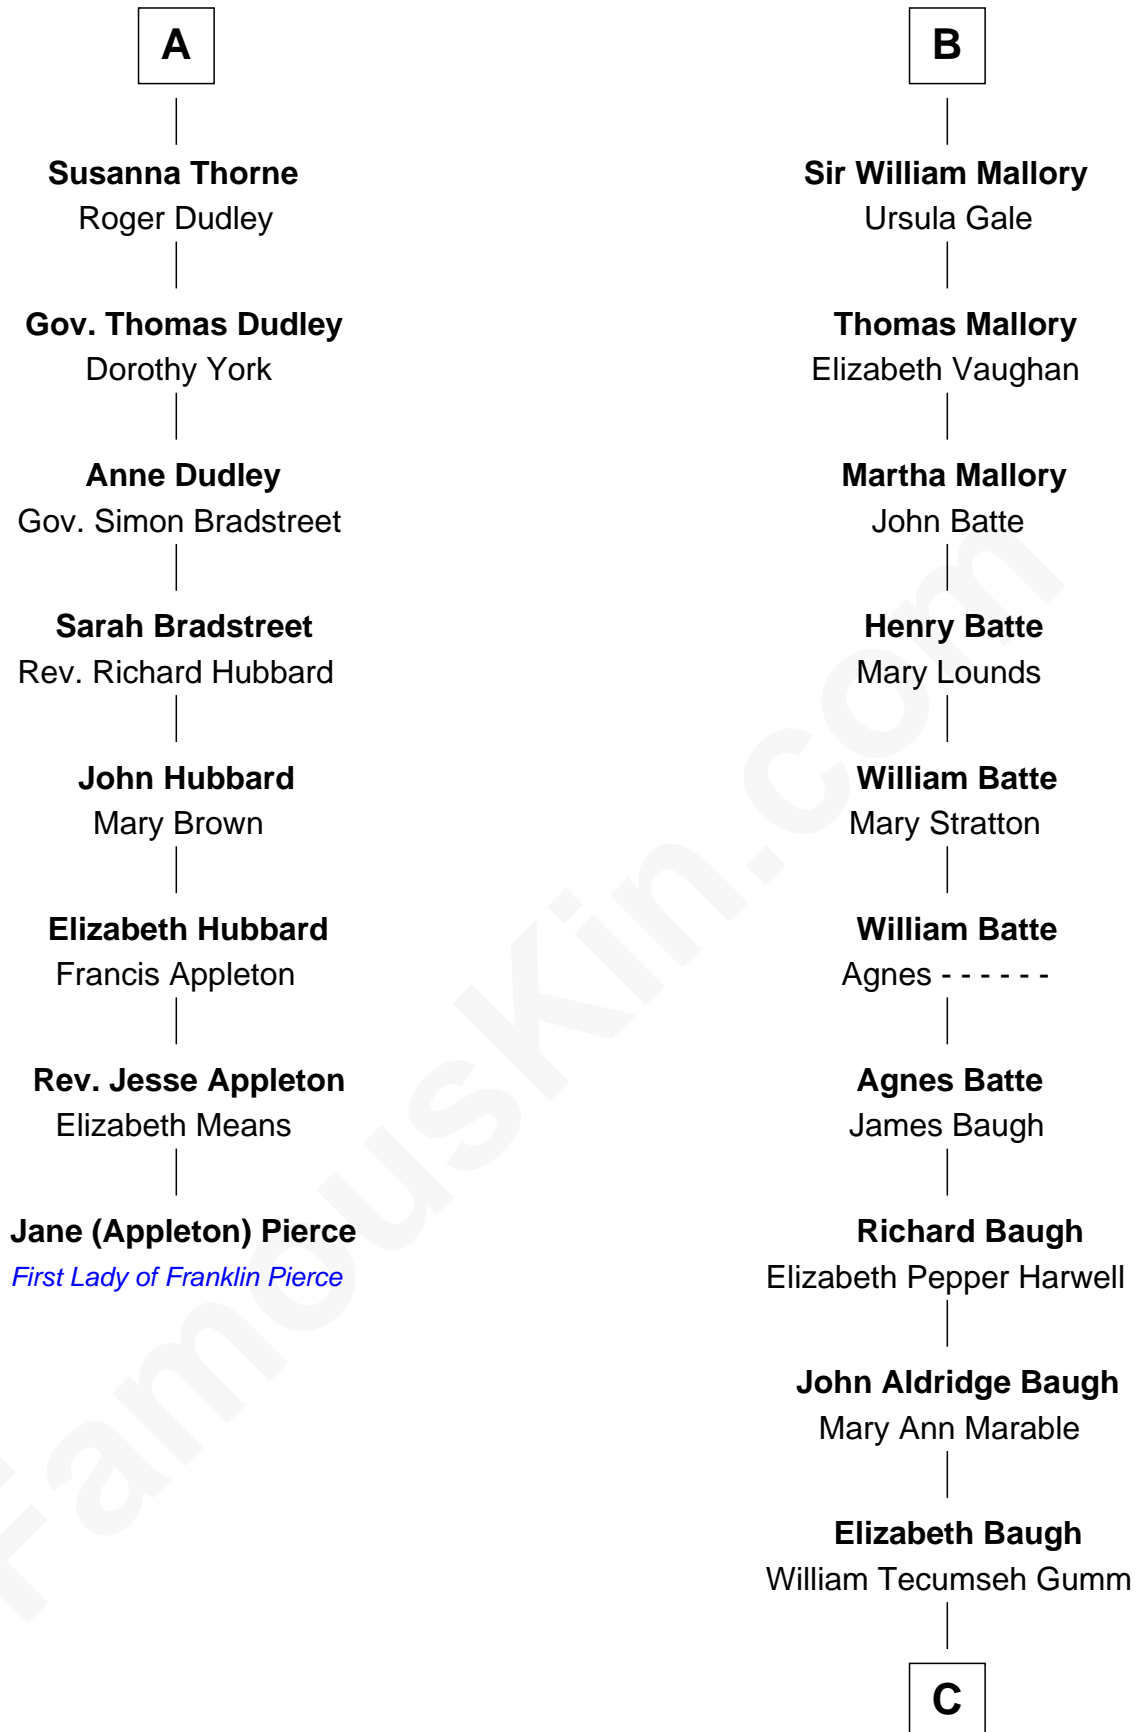 A
Susanna Thorne
Roger Dudley
Gov. Thomas Dudley
Dorothy York
Anne Dudley
Gov. Simon Bradstreet
Sarah Bradstreet
Rev. Richard Hubbard
John Hubbard
Mary Brown
Elizabeth Hubbard
Francis Appleton
Rev. Jesse Appleton
Elizabeth Means
Jane (Appleton) Pierce
First Lady of Franklin Pierce
B
Sir William Mallory
Ursula Gale
Thomas Mallory
Elizabeth Vaughan
Martha Mallory
John Batte
Henry Batte
Mary Lounds
William Batte
Mary Stratton
William Batte
Agnes - - - - - -
Agnes Batte
James Baugh
Richard Baugh
Elizabeth Pepper Harwell
John Aldridge Baugh
Mary Ann Marable
Elizabeth Baugh
William Tecumseh Gumm
C
FamousKin.com